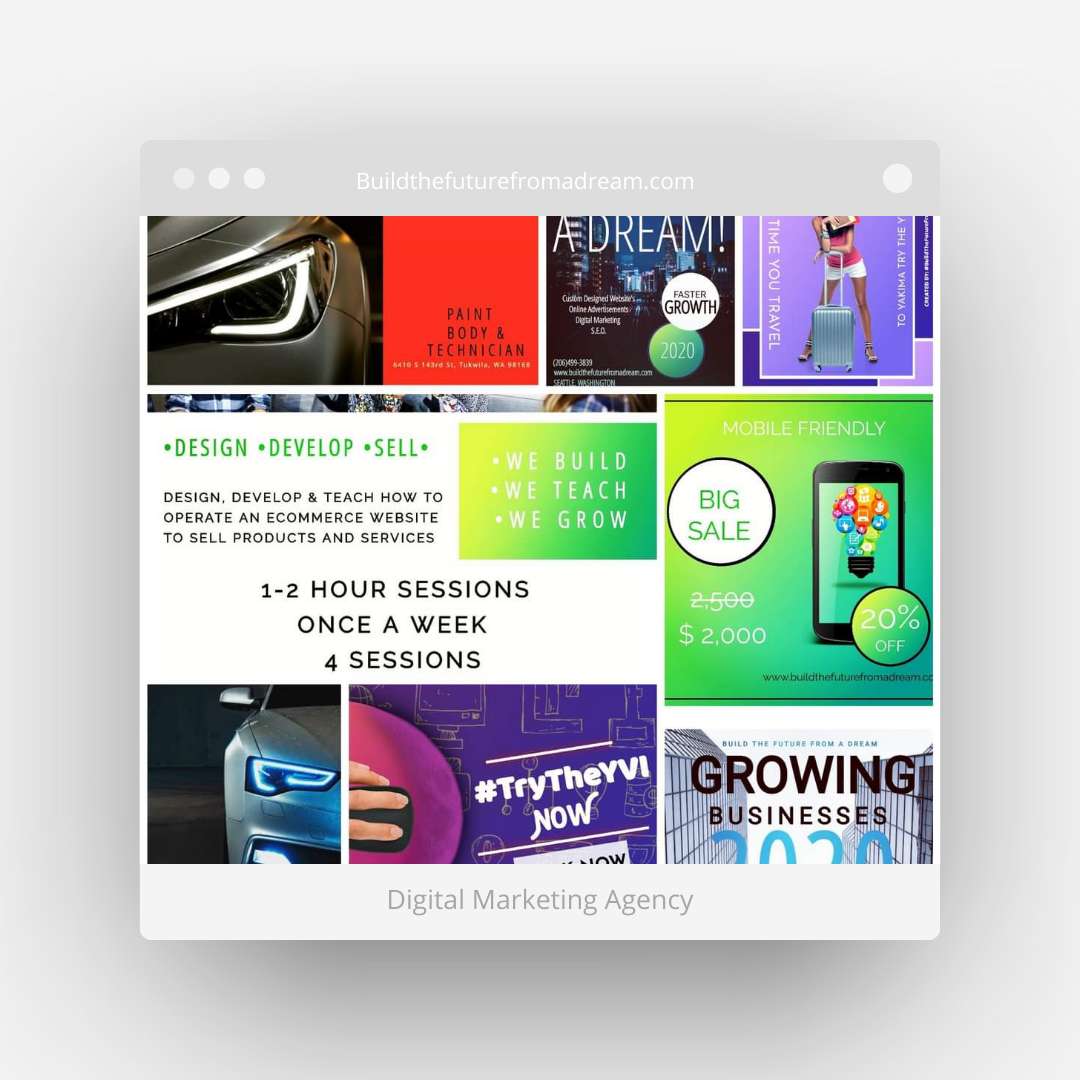 Buildthefuturefromadream.com
PAINT
BODY &
TECHNICIAN
6410 S 143rd St, Tukwila, WA 98168
A DREAM!
Custom Designed Website's
Online Advertisements
Digital Marketing
S.E.O.
FASTER
GROWTH
2020
(206)499-3839
www.buildthefuturefromadream.com
SEATTLE, WASHINGTON
TIME YOU TRAVEL
TO YAKIMA TRY THE Y
•DESIGN •DEVELOP •SELL•
DESIGN, DEVELOP & TEACH HOW TO
OPERATE AN ECOMMERCE WEBSITE
TO SELL PRODUCTS AND SERVICES
•WE BUILD
•WE TEACH
•WE GROW
1-2 HOUR SESSIONS
ONCE A WEEK
4 SESSIONS
MOBILE FRIENDLY
BIG
SALE
2,500
$ 2,000
20%
OFF
www.buildthefuturefromadream.co
#TryTheYVI
NOW
NOW
BUILD THE FUTURE FROM A DREAM
GROWING
BUSINESSES
2020
Digital Marketing Agency